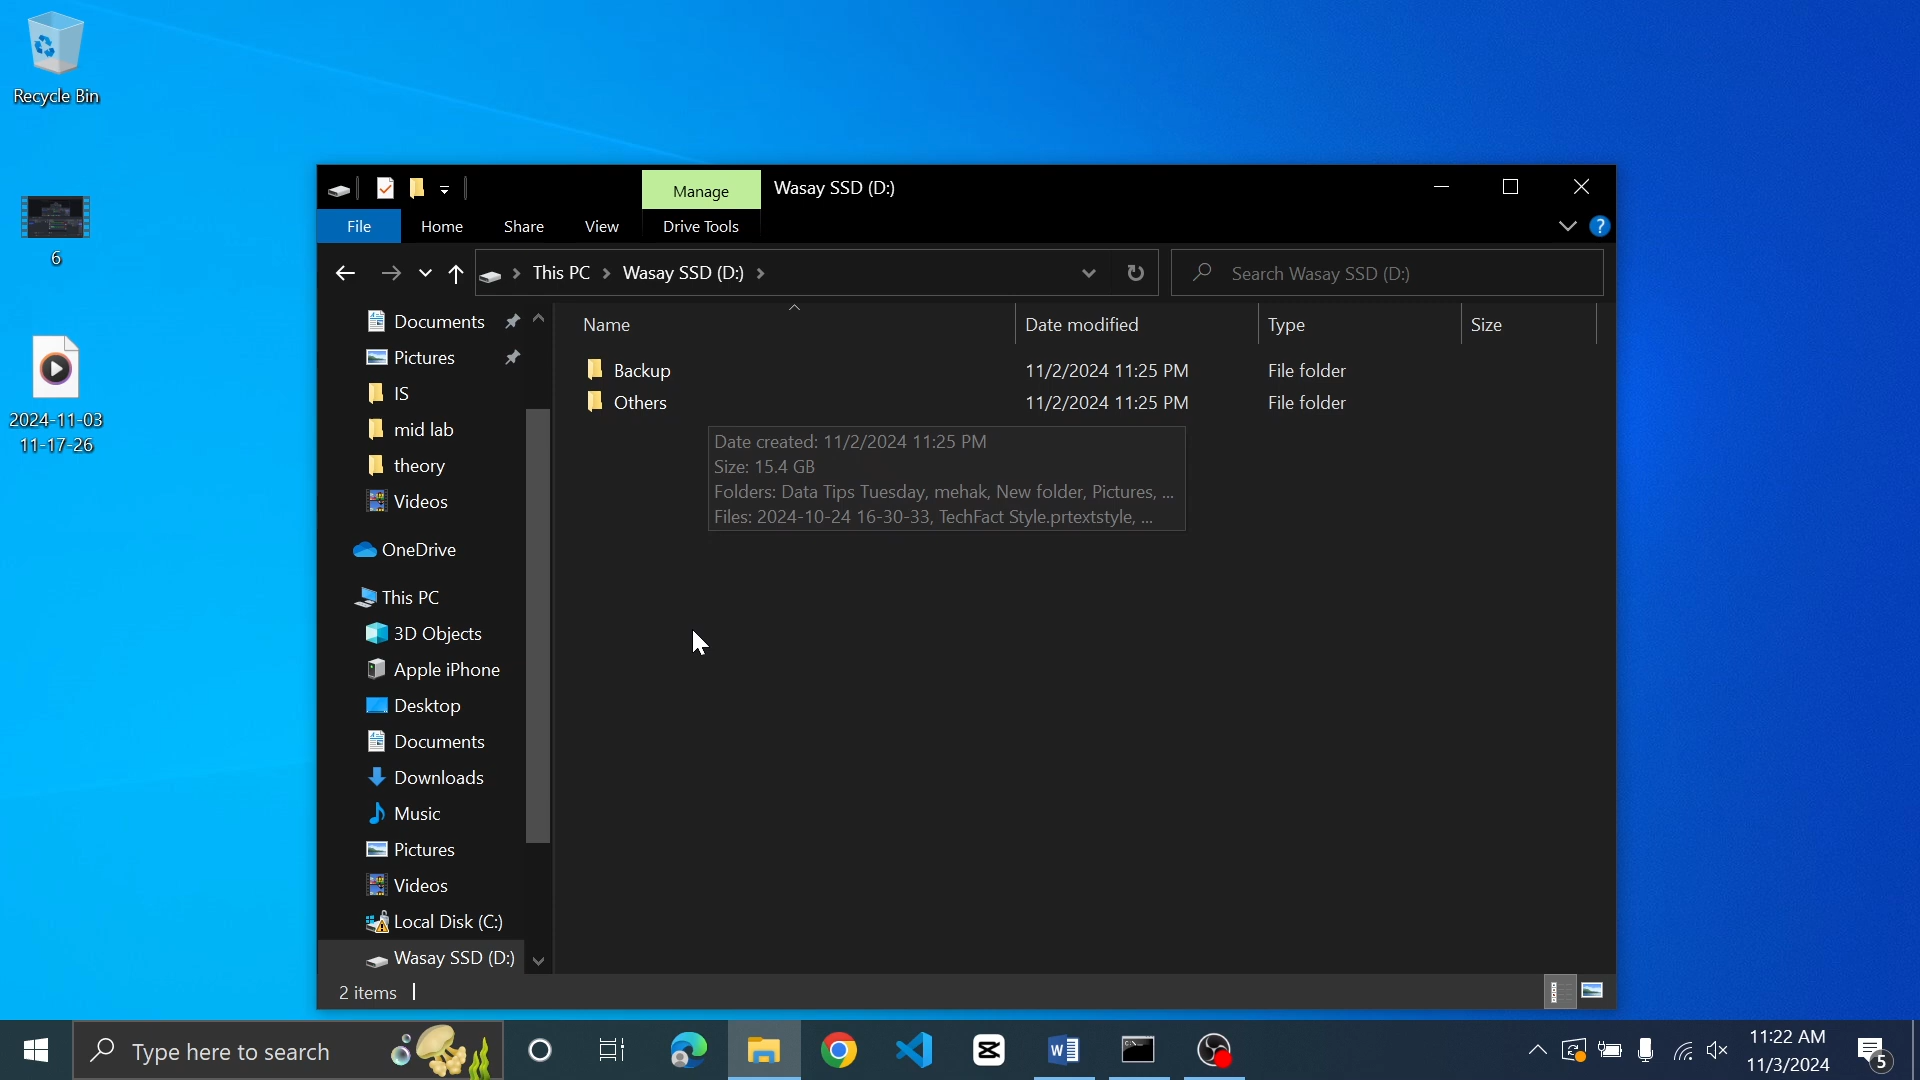 Recycle Bin
6
2024-11-03
11-17-26
Manage
Wasay SSD (D:)
File
Home
Share
View
Drive Tools
?
This PC
Wasay SSD (D:)
Search Wasay SSD (D:)
Documents
Pictures
IS
mid lab
theory
Videos
OneDrive
This PC
3D Objects
Apple iPhone
Desktop
Documents
Downloads
Music
Pictures
Videos
Local Disk (C:)
Wasay SSD (D:)
Name
Date modified
Type
Size
Backup
11/2/2024 11:25 PM
File folder
Others
11/2/2024 11:25 PM
File folder
Date created: 11/2/2024 11:25 PM
Size: 15.4 GB
Folders: Data Tips Tuesday, mehak, New folder, Pictures, ...
Files: 2024-10-24 16-30-33, TechFact Style.prtextstyle, ...
2 items
Type here to search
11:22 AM
11/3/2024
5